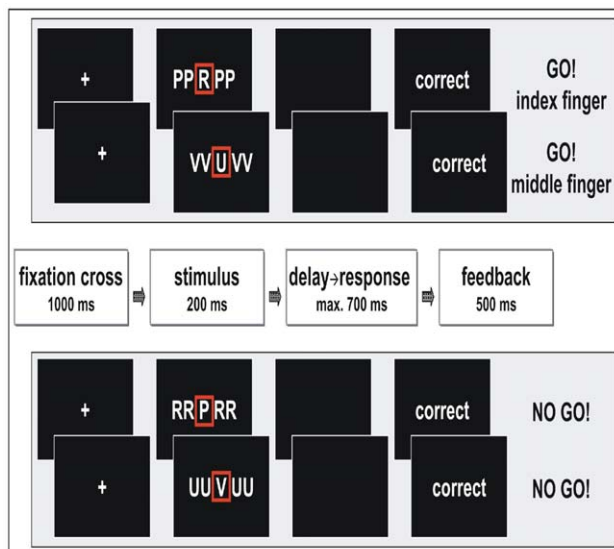 +
PP R PP
correct
GO!
index finger
+
VV U VV
correct
GO!
middle finger
fixation cross
1000 ms
stimulus
200 ms
delay→response
max. 700 ms
feedback
500 ms
+
RR P RR
correct
NO GO!
+
UU V UU
correct
NO GO!